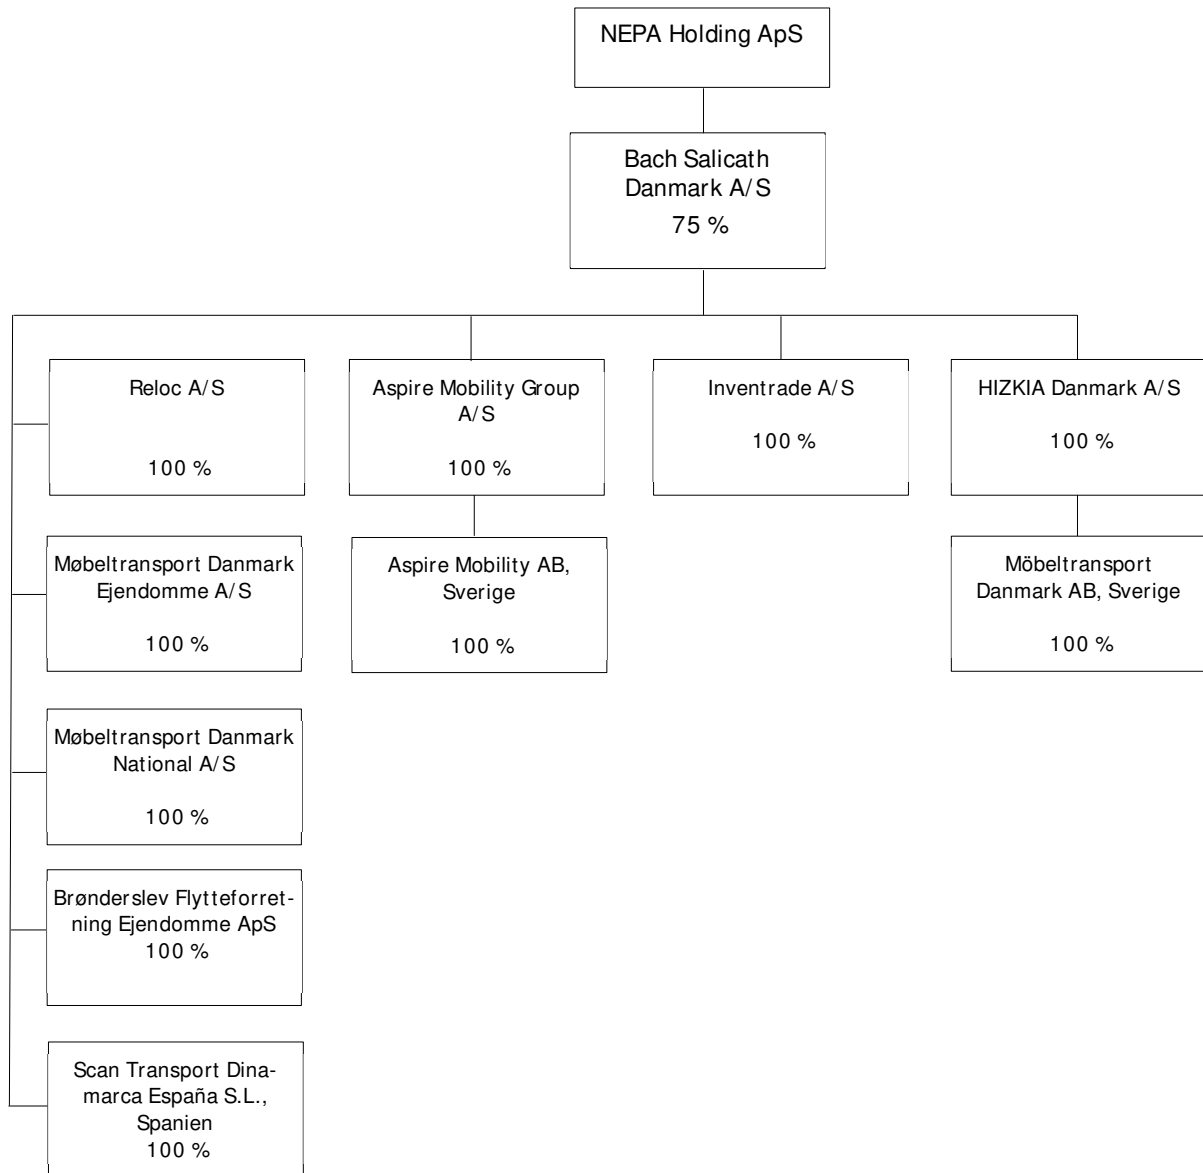 NEPA Holding ApS
Bach Salicath
Danmark A/S
75 %
Reloc A/S
100 %
Aspire Mobility Group
A/S
100 %
Inventrade A/S
100 %
HIZKIA Danmark A/S
100 %
Møbeltransport Danmark
Ejendomme A/S
100 %
Aspire Mobility AB,
Sverige
100 %
Möbeltransport
Danmark AB, Sverige
100 %
Møbeltransport Danmark
National A/S
100 %
Brønderslev Flytteforret-
ning Ejendomme ApS
100 %
Scan Transport Dina-
marca España S.L.,
Spanien
100 %